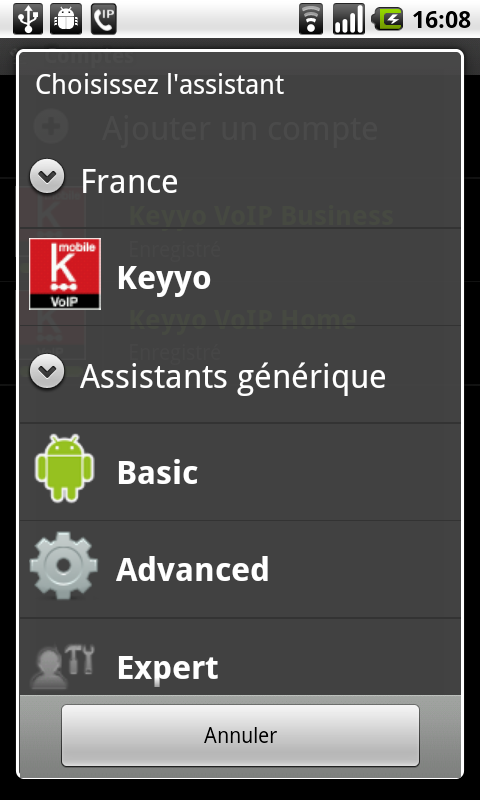 IP
16:08
Comptes
Choisissez l'assistant
Ajouter un compte
France
Keyyo VoIP Business
Enregistré
mobile
K
VoIP
Keyyo
Keyyo VoIP Home
Enregistré
Assistants générique
Basic
Advanced
Expert
Annuler